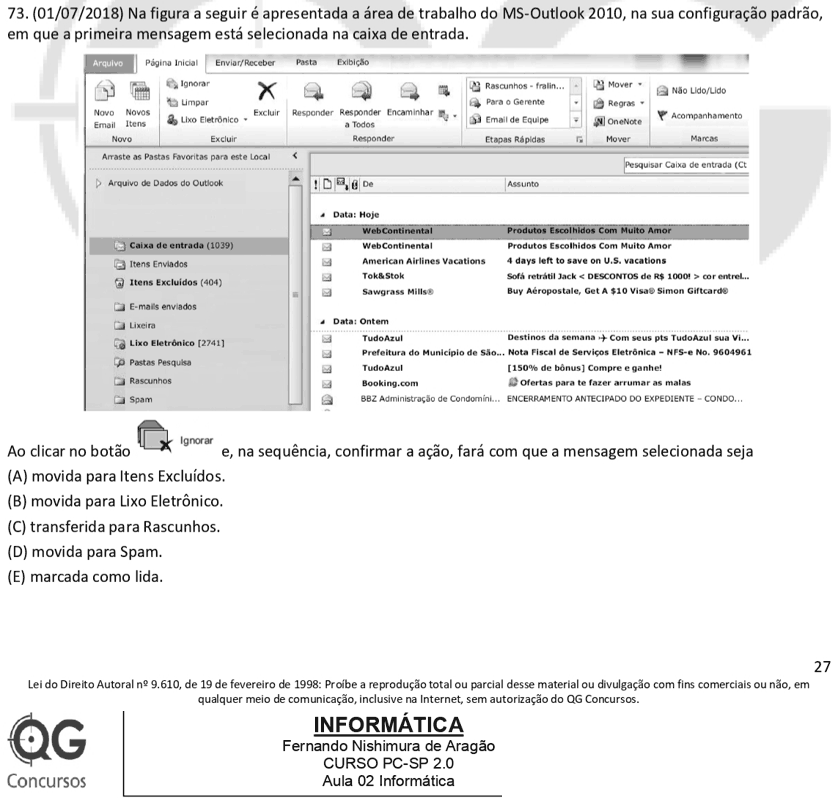 73. (01/07/2018) Na figura a seguir é apresentada a área de trabalho do MS-Outlook 2010, na sua configuração padrão,
em que a primeira mensagem está selecionada na caixa de entrada.
Arquivo Página Inicial Enviar/Receber Pasta Exibição
Ignorar
Limpar
Lixo Eletrônico
Excluir
Novo Email
Novos Itens
Responder
Responder a Todos
Encaminhar
Rascunhos - fralin...
Para o Gerente
Email de Equipe
Mover
Regras
OneNote
Não Lido/Lido
Acompanhamento
Novo Excluir Responder Etapas Rápidas Mover Marcas
Arraste as Pastas Favoritas para este Local
Pesquisar Caixa de entrada (Ct
Arquivo de Dados do Outlook
De Assunto
Data: Hoje
WebContinental Produtos Escolhidos Com Muito Amor
Caixa de entrada (1039)
WebContinental Produtos Escolhidos Com Muito Amor
Itens Enviados
American Airlines Vacations 4 days left to save on U.S. vacations
Itens Excluídos (404)
Tok&Stok Sofá retrátil Jack < DESCONTOS de R$ 1000! > cor entrel...
Sawgrass Mills® Buy Aéropostale, Get A $10 Visa® Simon Giftcard®
E-mails enviados
Lixeira
Data: Ontem
Lixo Eletrônico [2741]
TudoAzul Destinos da semana ✈ Com seus pts TudoAzul sua Vi...
Prefeitura do Município de São... Nota Fiscal de Serviços Eletrônica - NFS-e No. 9604961
Pastas Pesquisa
TudoAzul [150% de bônus] Compre e ganhe!
Rascunhos
Booking.com Ofertas para te fazer arrumar as malas
Spam
BBZ Administração de Condomíni... ENCERRAMENTO ANTECIPADO DO EXPEDIENTE - CONDO...
Ao clicar no botão Ignorar e, na sequência, confirmar a ação, fará com que a mensagem selecionada seja
(A) movida para Itens Excluídos.
(B) movida para Lixo Eletrônico.
(C) transferida para Rascunhos.
(D) movida para Spam.
(E) marcada como lida.
27
Lei do Direito Autoral nº 9.610, de 19 de fevereiro de 1998: Proíbe a reprodução total ou parcial desse material ou divulgação com fins comerciais ou não, em
qualquer meio de comunicação, inclusive na Internet, sem autorização do QG Concursos.
QG
Concursos
INFORMÁTICA
Fernando Nishimura de Aragão
CURSO PC-SP 2.0
Aula 02 Informática